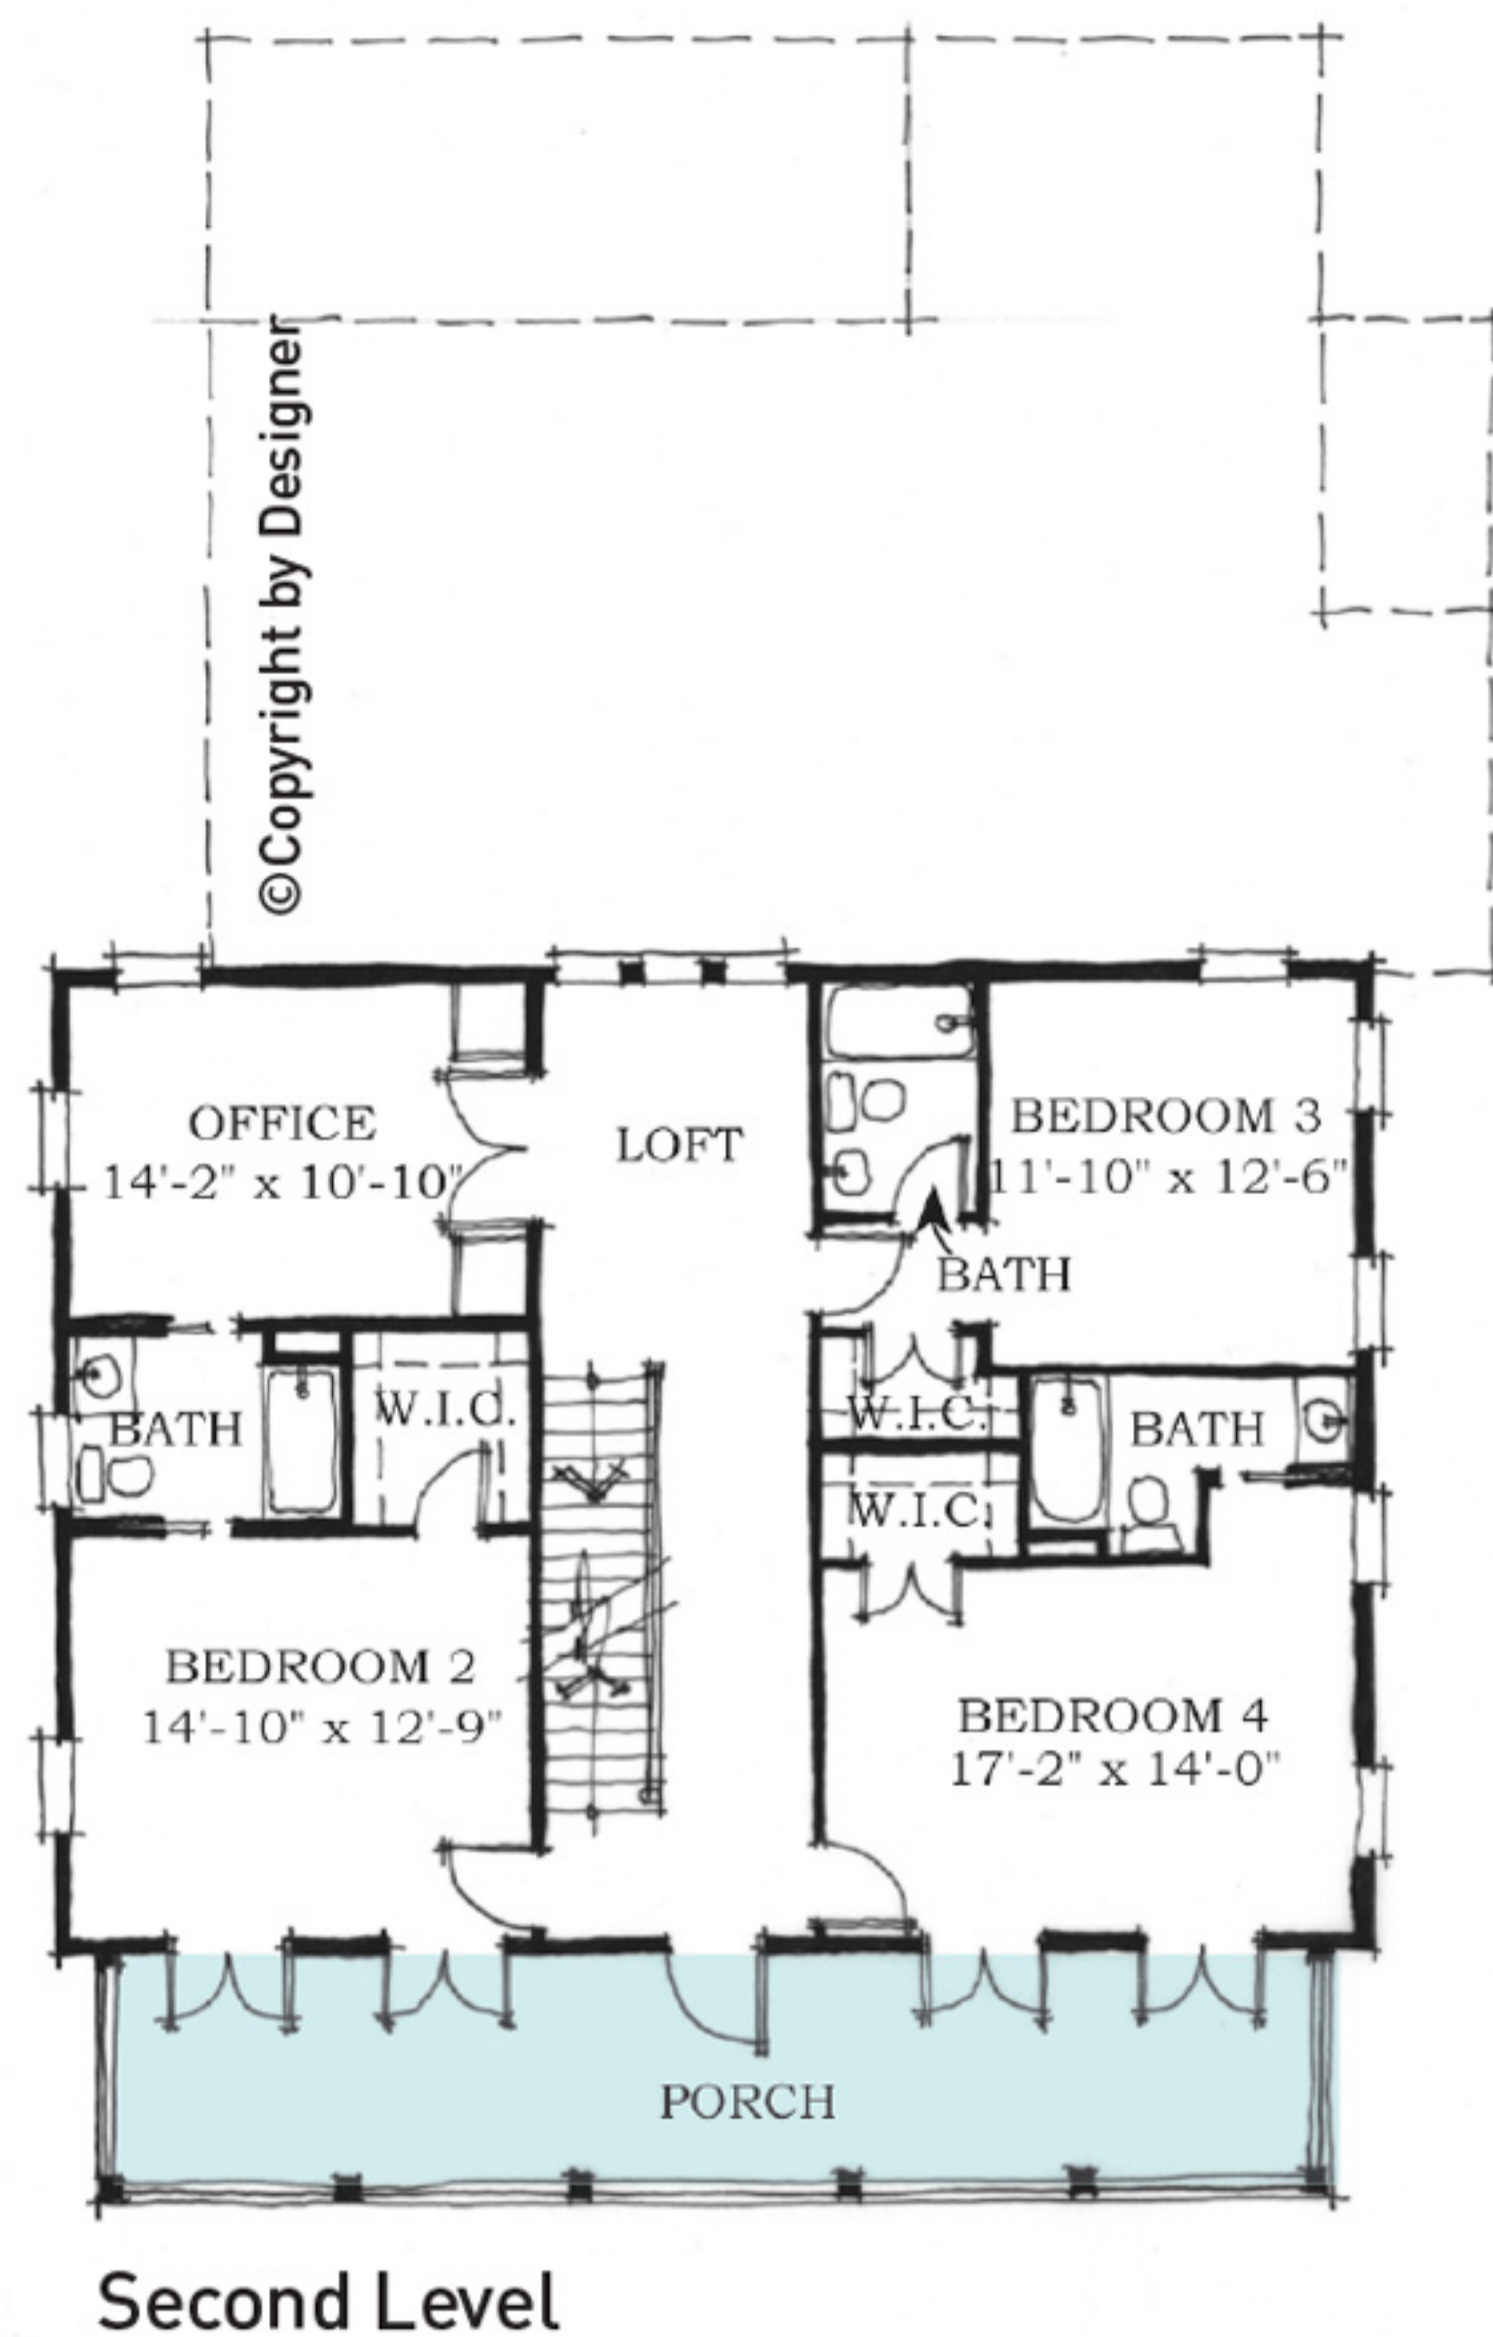 ©Copyright by Designer
OFFICE
14'-2" x 10'-10"
LOFT
BEDROOM 3
11'-10" x 12'-6"
BATH
BATH
W.I.C.
W.I.C.
BATH
W.I.C.
BEDROOM 2
14'-10" x 12'-9"
BEDROOM 4
17'-2" x 14'-0"
PORCH
Second Level